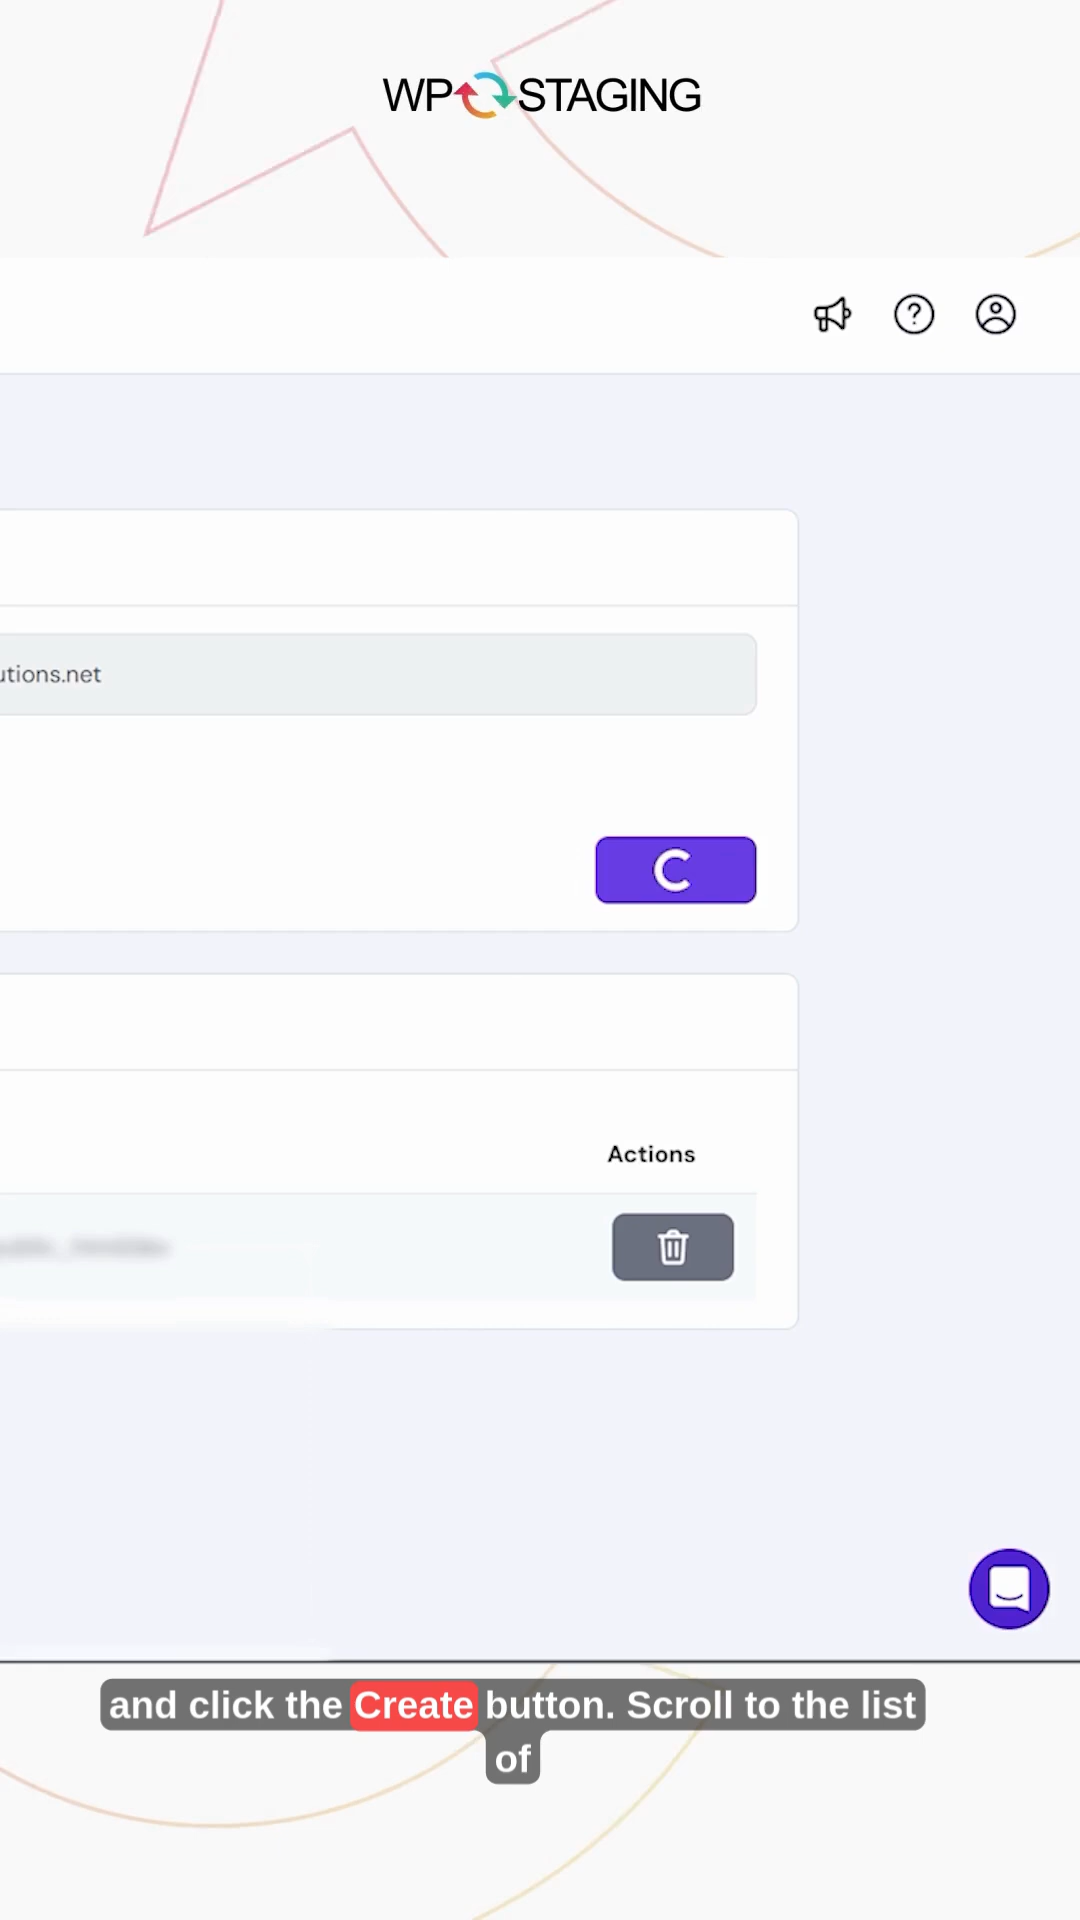 WP STAGING
utions.net
Actions
and click the Create button. Scroll to the list
of